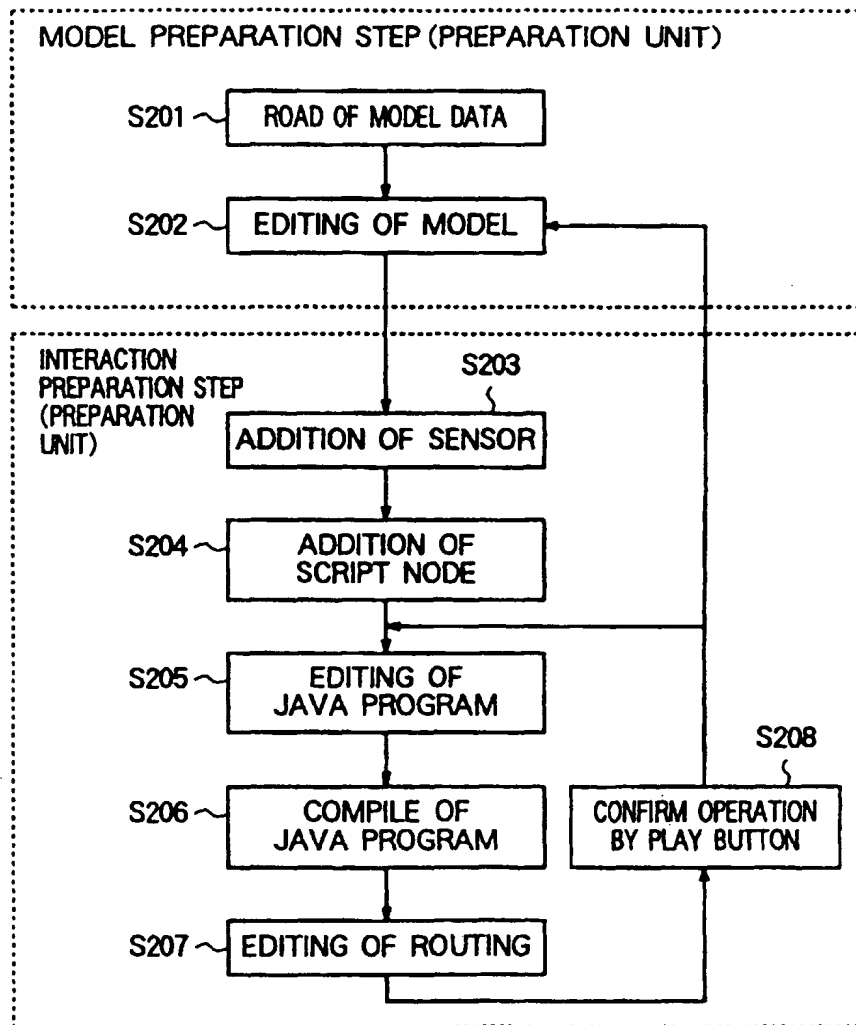 MODEL PREPARATION STEP (PREPARATION UNIT)
S201
ROAD OF MODEL DATA
S202
EDITING OF MODEL
INTERACTION
PREPARATION STEP
(PREPARATION
UNIT)
S203
ADDITION OF SENSOR
S204
ADDITION OF
SCRIPT NODE
S205
EDITING OF
JAVA PROGRAM
S206
COMPILE OF
JAVA PROGRAM
S208
CONFIRM OPERATION
BY PLAY BUTTON
S207
EDITING OF ROUTING